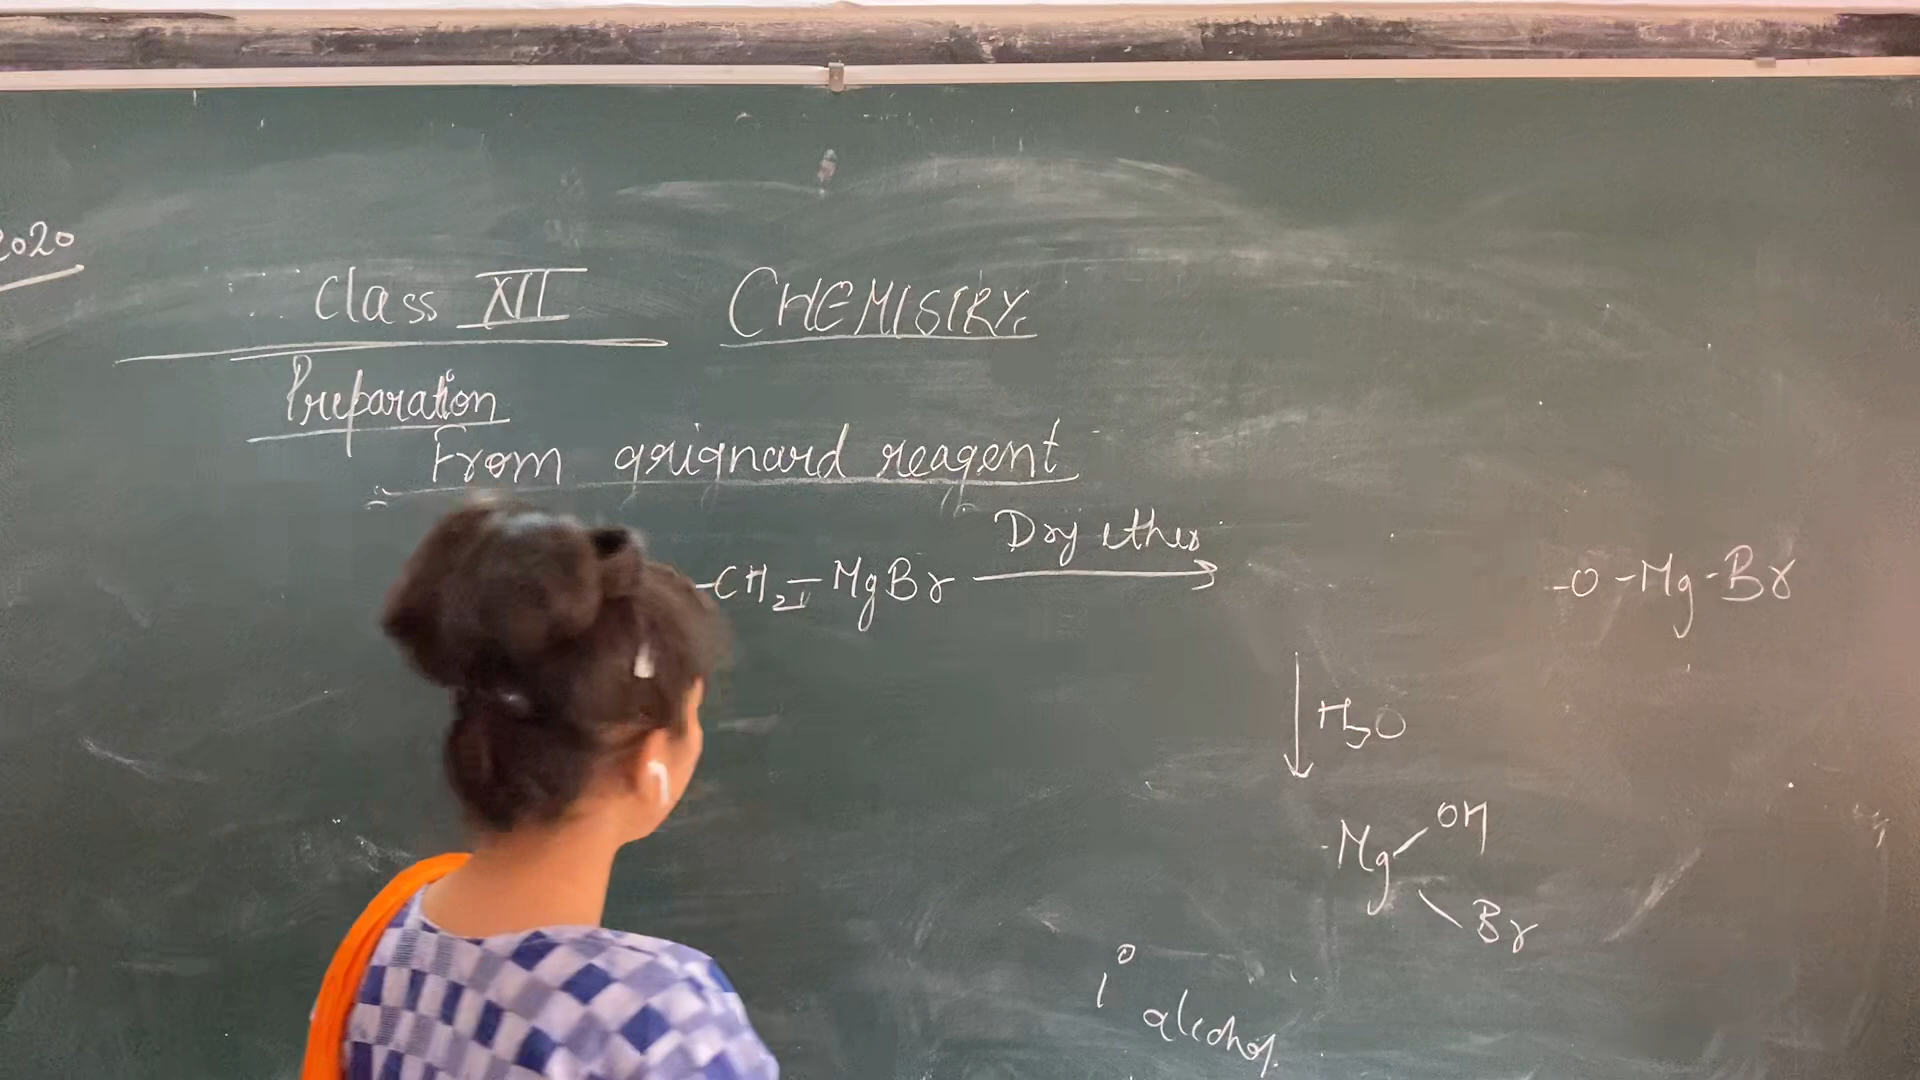 2020
Class XII CHEMISTRY
Preparation
From grignard reagent
-CH2-MgBr Dry ether -O-Mg-Br
H2O
Mg OH
Br
1° alcohol